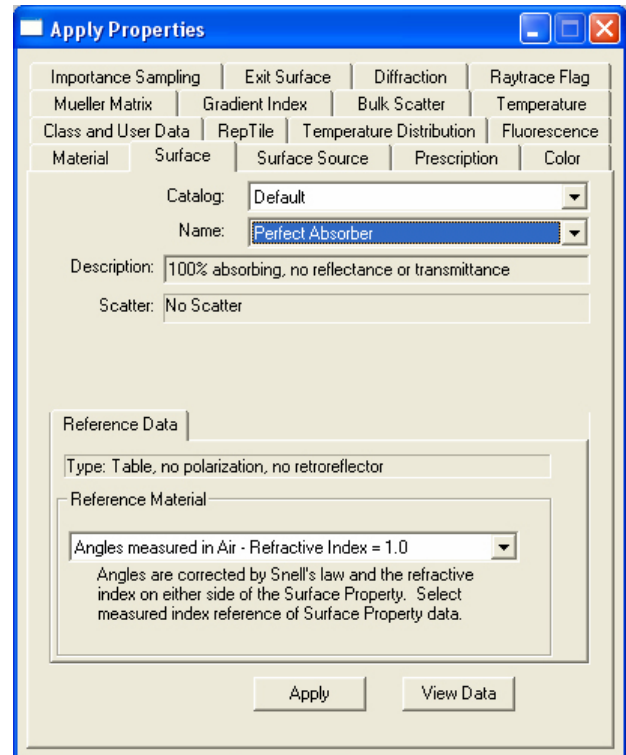 Apply Properties
Importance Sampling Exit Surface Diffraction Raytrace Flag
Mueller Matrix Gradient Index Bulk Scatter Temperature
Class and User Data RepTile Temperature Distribution Fluorescence
Material Surface Surface Source Prescription Color
Catalog: Default
Name: Perfect Absorber
Description: 100% absorbing, no reflectance or transmittance
Scatter: No Scatter
Reference Data
Type: Table, no polarization, no retroreflector
Reference Material
Angles measured in Air - Refractive Index = 1.0
Angles are corrected by Snell's law and the refractive
index on either side of the Surface Property. Select
measured index reference of Surface Property data.
Apply View Data